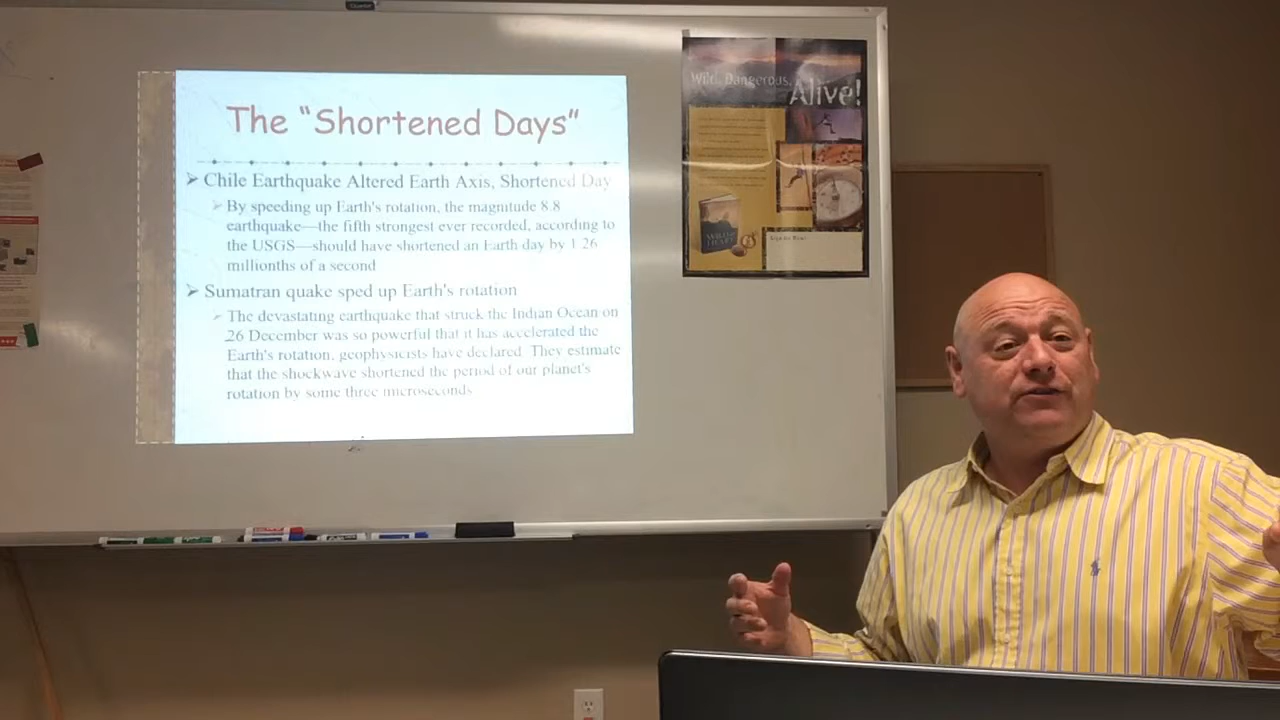 The "Shortened Days"
Chile Earthquake Altered Earth Axis, Shortened Day
By speeding up Earth's rotation, the magnitude 8.8
earthquake—the fifth strongest ever recorded, according to
the USGS—should have shortened an Earth day by 1.26
millionths of a second
Sumatran quake sped up Earth's rotation
The devastating earthquake that struck the Indian Ocean on
26 December was so powerful that it has accelerated the
Earth's rotation, geophysicists have declared. They estimate
that the shockwave shortened the period of our planet's
rotation by some three microseconds
Wild. Dangerous.
Alive!